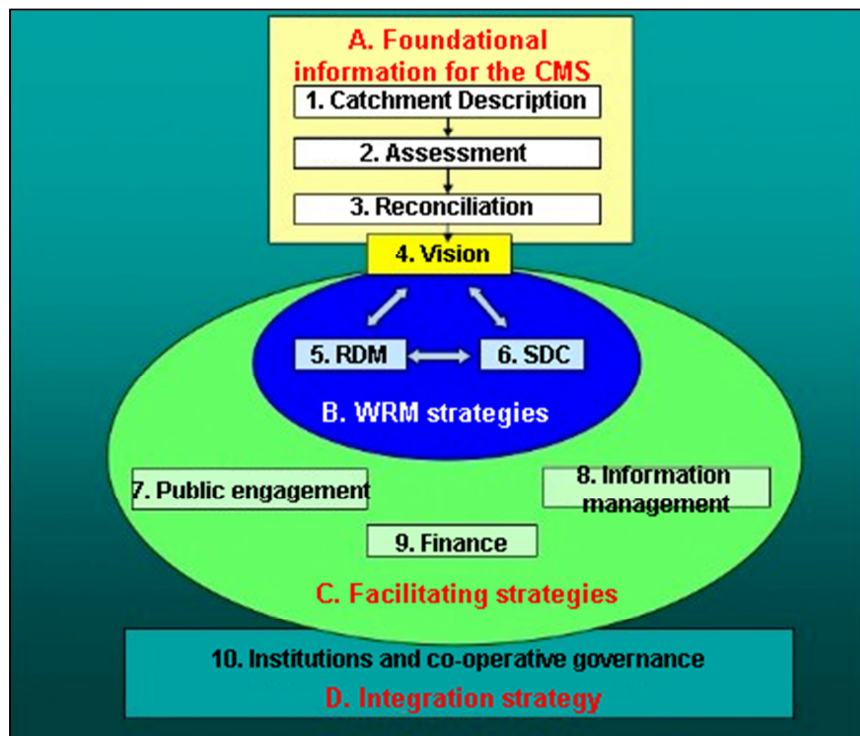 A. Foundational
information for the CMS
1. Catchment Description
2. Assessment
3. Reconciliation
4. Vision
5. RDM
6. SDC
B. WRM strategies
7. Public engagement
8. Information
management
9. Finance
C. Facilitating strategies
10. Institutions and co-operative governance
D. Integration strategy